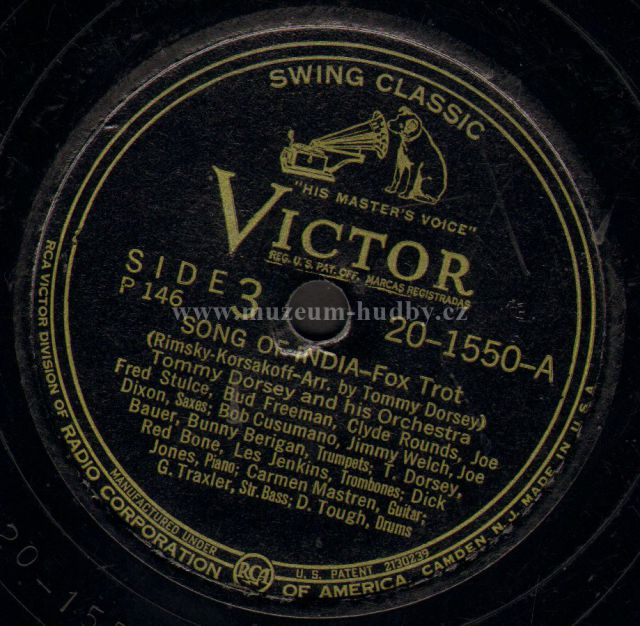 SWING CLASSIC
"HIS MASTER'S VOICE"
VICTOR
REG. U. S. PAT. OFF. MARCAS REGISTRADAS
SIDE 3
P 146
20-1550-A
www.muzeum-hudby.cz
SONG OF INDIA-Fox Trot
(Rimsky-Korsakoff-Arr. by Tommy Dorsey)
Tommy Dorsey and his Orchestra
Fred Stulce, Bud Freeman, Clyde Rounds, Joe
Dixon, Saxes; Bob Cusumano, Jimmy Welch, Joe
Bauer, Bunny Berigan, Trumpets; T. Dorsey,
Red Bone, Les Jenkins, Trombones; Dick
Jones, Piano; Carmen Mastren, Guitar;
G. Traxler, Str. Bass; D. Tough, Drums
MANUFACTURED UNDER U. S. PATENT 2130239
RCA VICTOR DIVISION OF RADIO CORPORATION RCA OF AMERICA-CAMDEN, N. J. MADE IN U.S.A.
20-155